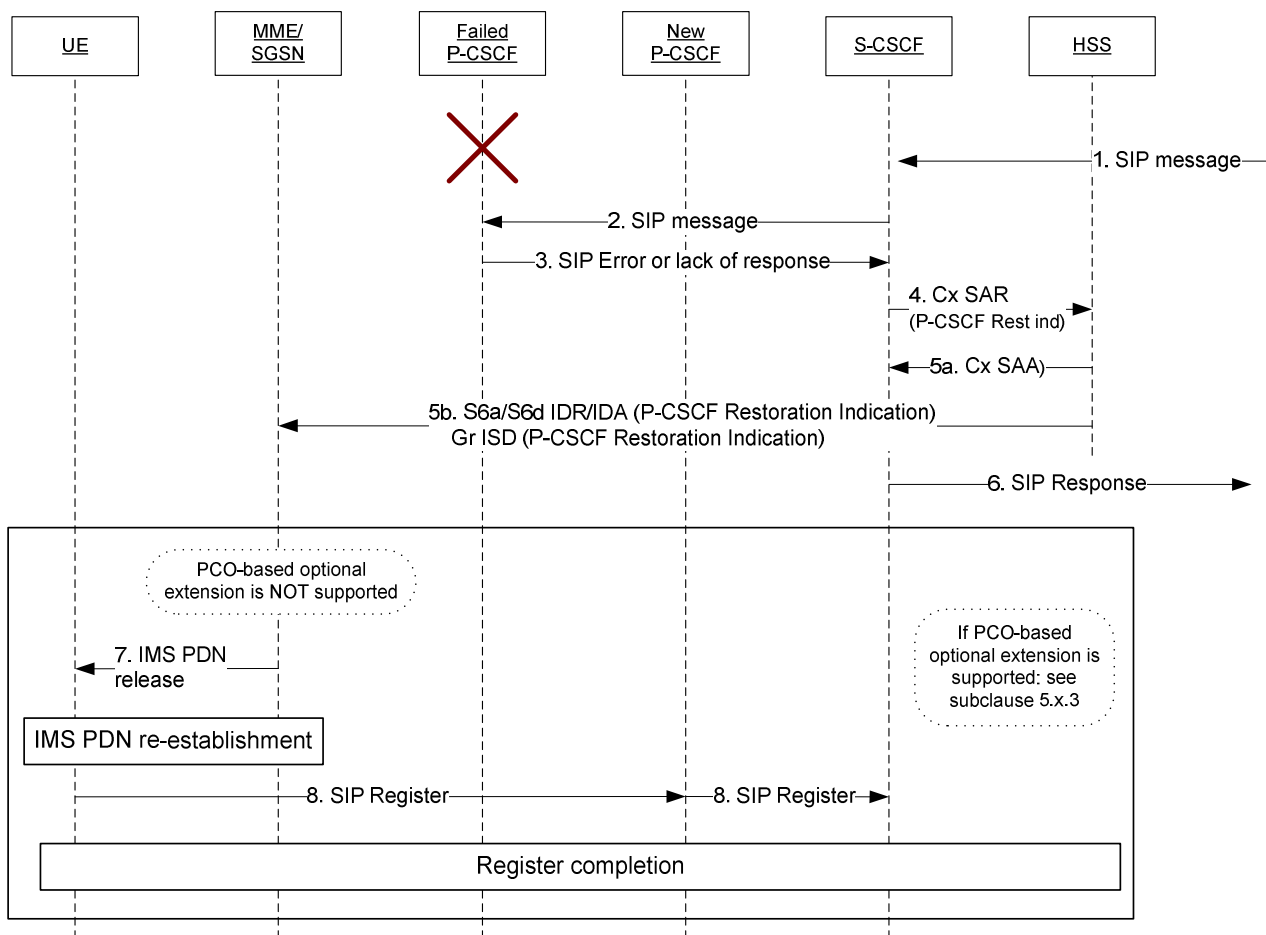 UE
MME/
SGSN
Failed
P-CSCF
New
P-CSCF
S-CSCF
HSS
1. SIP message
2. SIP message
3. SIP Error or lack of response
4. Cx SAR
(P-CSCF Rest ind)
5a. Cx SAA)
5b. S6a/S6d IDR/IDA (P-CSCF Restoration Indication)
Gr ISD (P-CSCF Restoration Indication)
6. SIP Response
PCO-based optional
extension is NOT supported
If PCO-based
optional extension is
supported: see
subclause 5.x.3
7. IMS PDN
release
IMS PDN re-establishment
8. SIP Register
8. SIP Register
Register completion